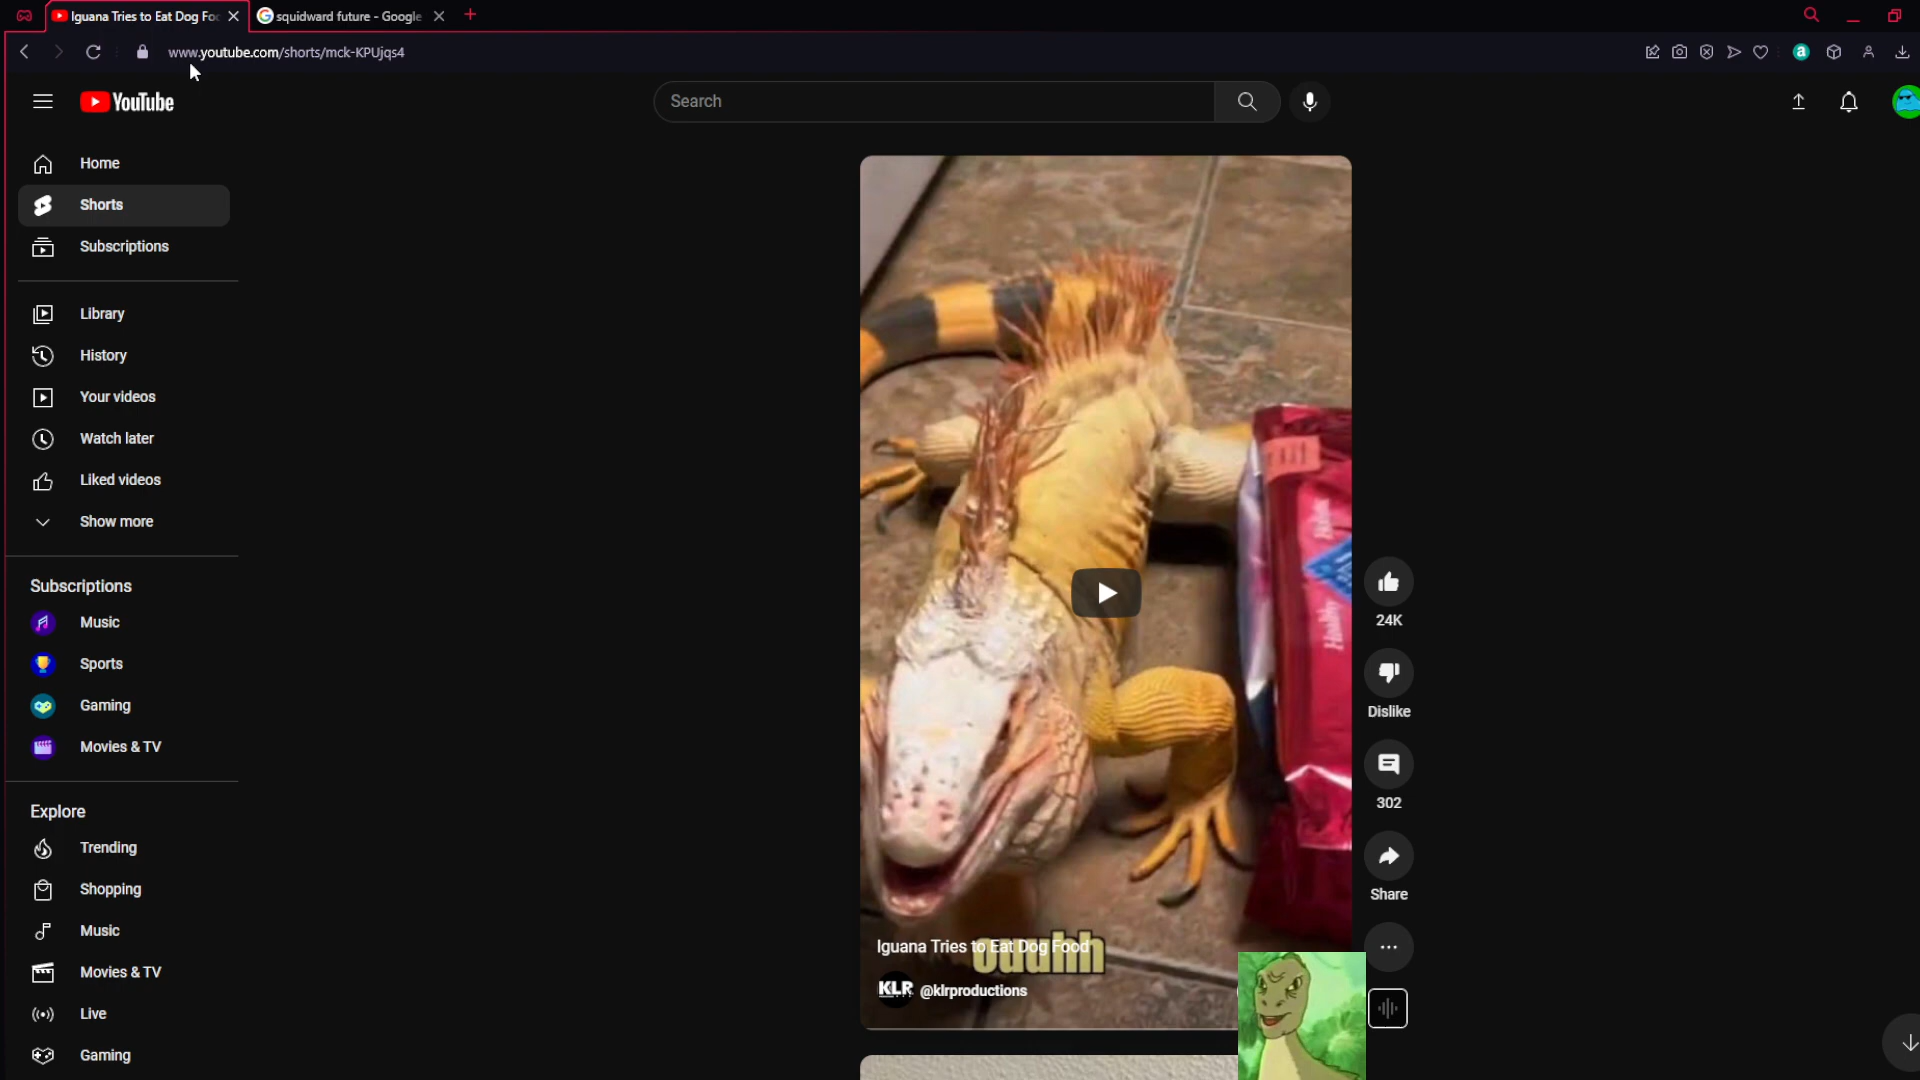 Iguana Tries to Eat Dog Foo
squidward future - Google
www.youtube.com/shorts/mck-KPUjqs4
YouTube
Search
Home
Shorts
Subscriptions
Library
History
Your videos
Watch later
Liked videos
Show more
Subscriptions
Music
Sports
Gaming
Movies & TV
Explore
Trending
Shopping
Music
Movies & TV
Live
Gaming
ouuhh
Iguana Tries to Eat Dog Food
KLR @klrproductions
24K
Dislike
302
Share